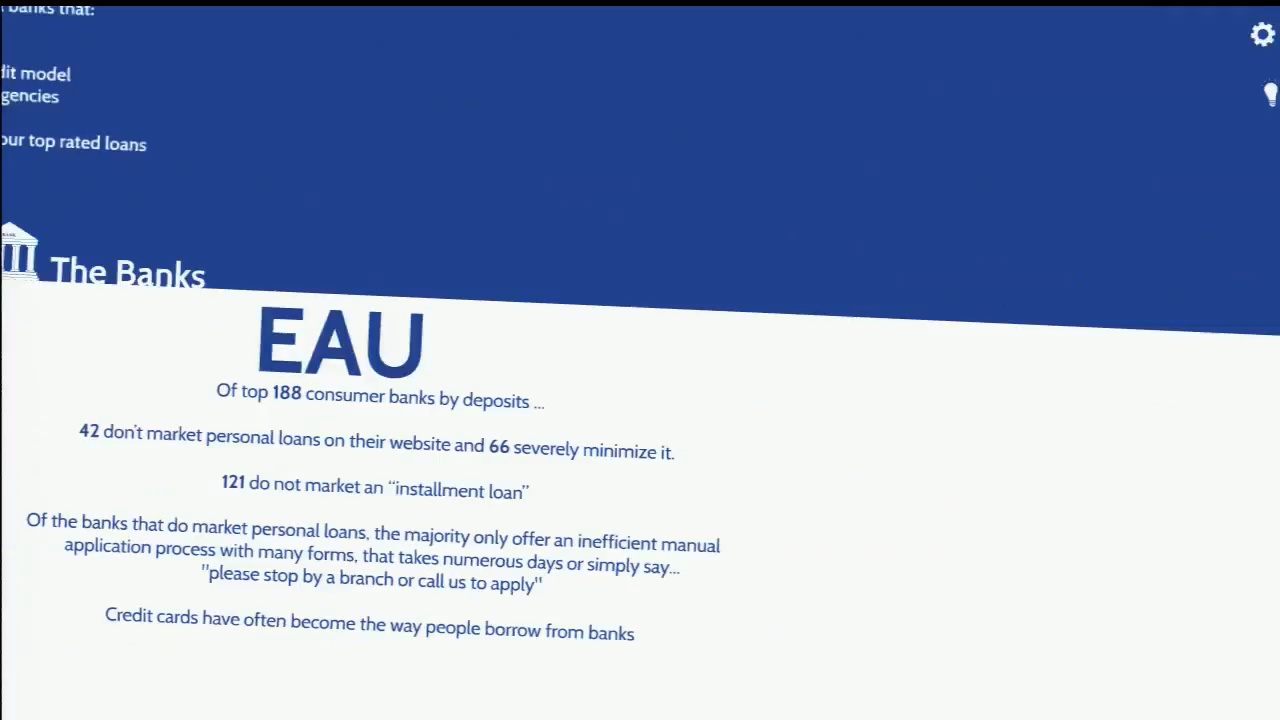 banks that:
dit model
gencies
our top rated loans
BANK
The Banks
EAU
Of top 188 consumer banks by deposits ...
42 don't market personal loans on their website and 66 severely minimize it.
121 do not market an “installment loan”
Of the banks that do market personal loans, the majority only offer an inefficient manual
application process with many forms, that takes numerous days or simply say...
"please stop by a branch or call us to apply"
Credit cards have often become the way people borrow from banks